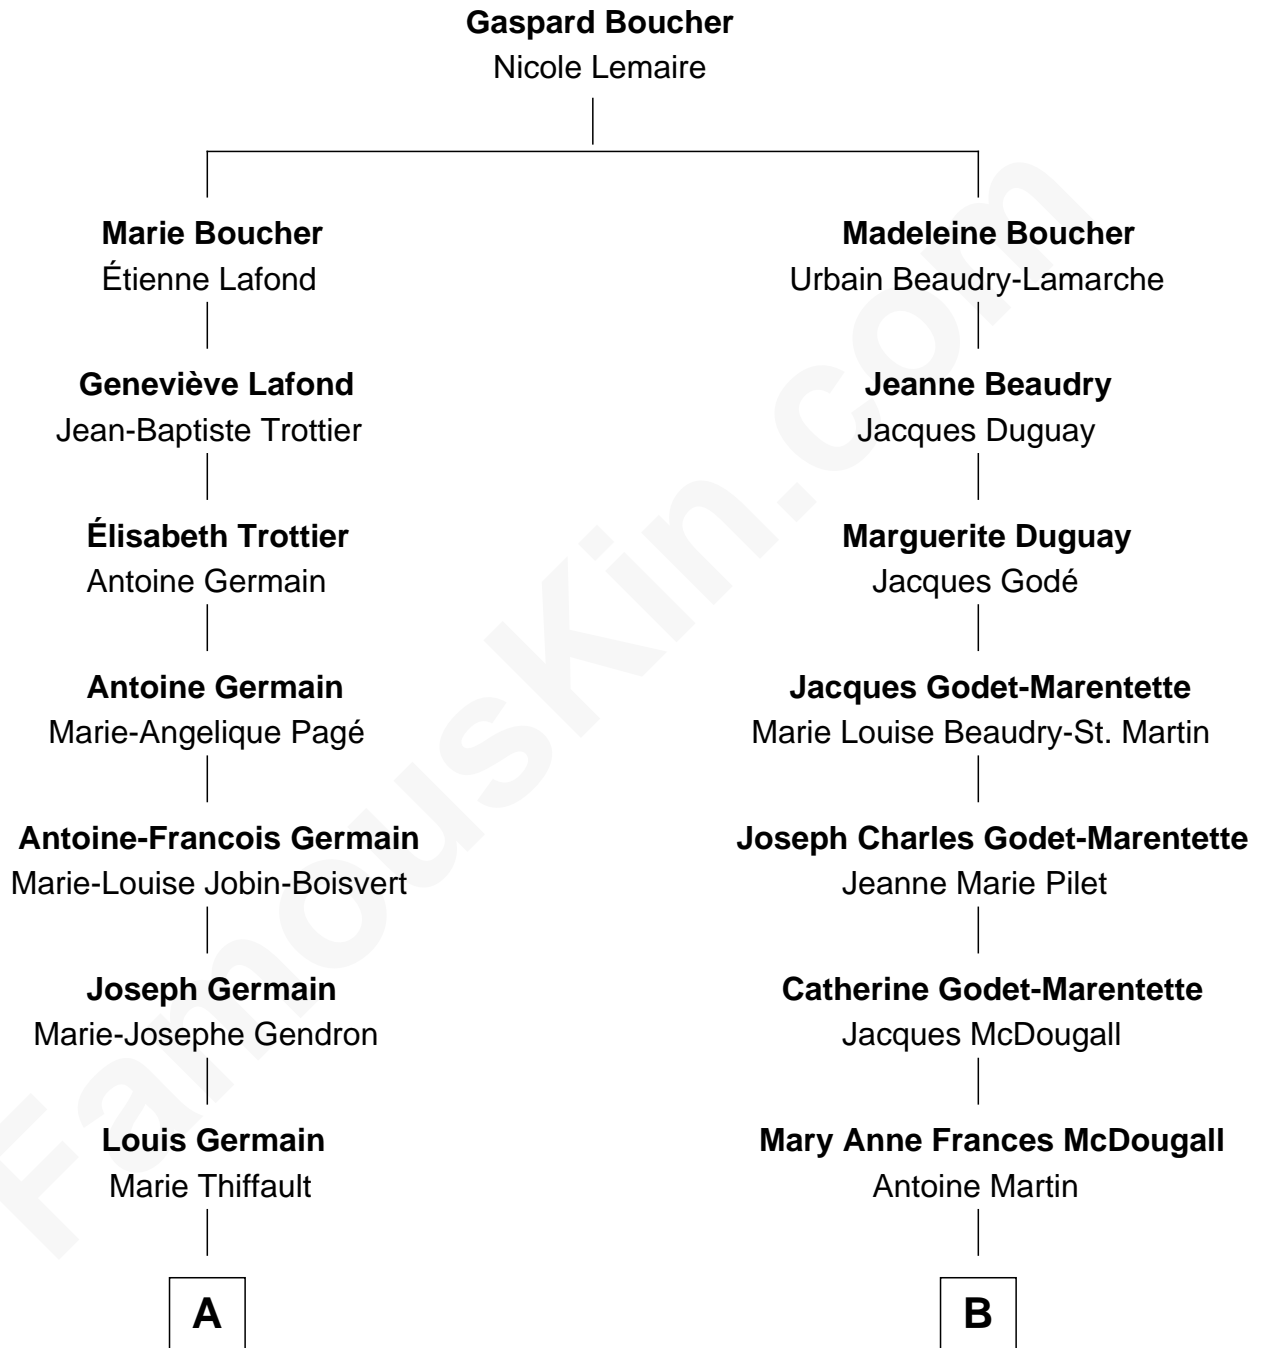 Gaspard Boucher
Nicole Lemaire
Marie Boucher
Étienne Lafond
Geneviève Lafond
Jean-Baptiste Trottier
Élisabeth Trottier
Antoine Germain
Antoine Germain
Marie-Angelique Pagé
Antoine-Francois Germain
Marie-Louise Jobin-Boisvert
Joseph Germain
Marie-Josephe Gendron
Louis Germain
Marie Thiffault
A
Madeleine Boucher
Urbain Beaudry-Lamarche
Jeanne Beaudry
Jacques Duguay
Marguerite Duguay
Jacques Godé
Jacques Godet-Marentette
Marie Louise Beaudry-St. Martin
Joseph Charles Godet-Marentette
Jeanne Marie Pilet
Catherine Godet-Marentette
Jacques McDougall
Mary Anne Frances McDougall
Antoine Martin
B
FamousKin.com